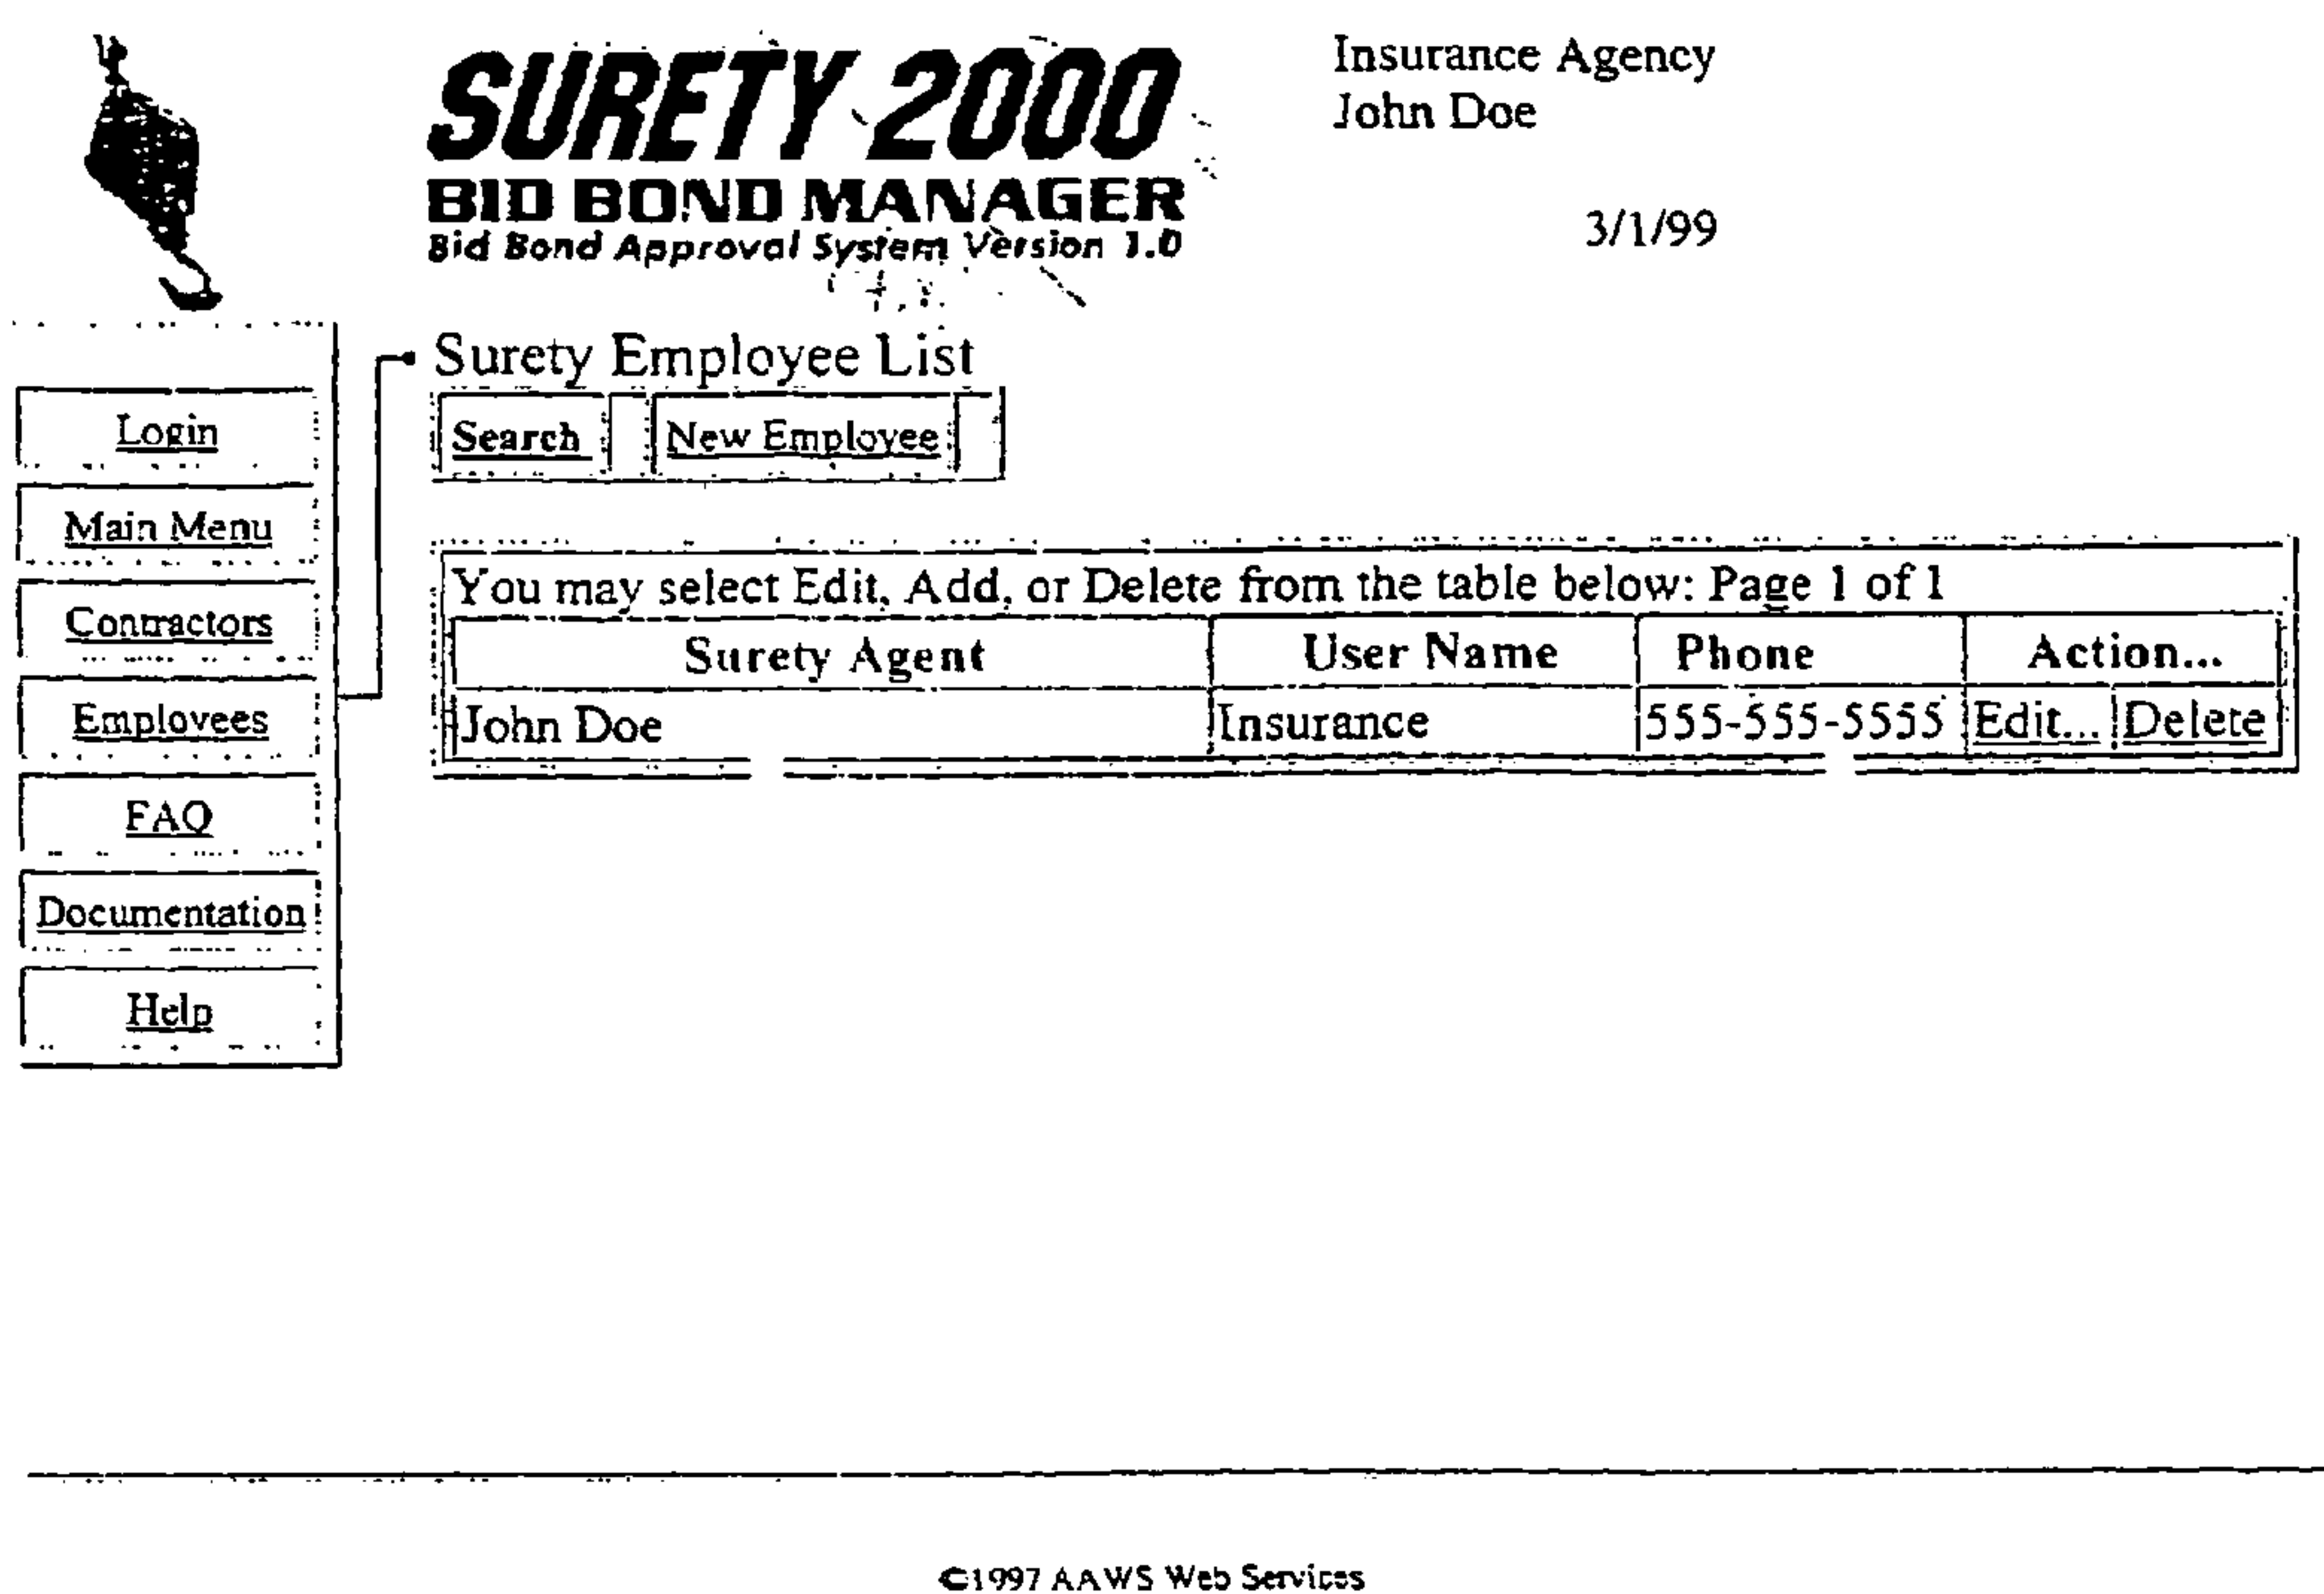 SURETY 2000
BID BOND MANAGER
Bid Bond Approval System Version 1.0
Insurance Agency
John Doe
3/1/99
Login
Main Menu
Contractors
Employees
FAQ
Documentation
Help
Surety Employee List
Search New Employee
You may select Edit, Add, or Delete from the table below: Page 1 of 1
Surety Agent User Name Phone Action...
John Doe Insurance 555-555-5555 Edit... Delete
©1997 AAWS Web Services